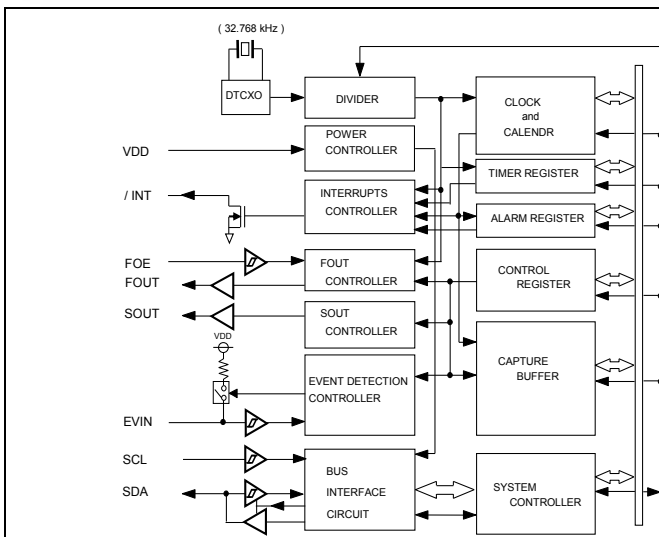 ( 32.768 kHz )
DTCXO
DIVIDER
CLOCK
and
CALENDR
POWER
CONTROLLER
VDD
TIMER REGISTER
/ INT
INTERRUPTS
CONTROLLER
ALARM REGISTER
FOE
FOUT
FOUT
CONTROLLER
CONTROL
REGISTER
SOUT
SOUT
CONTROLLER
VDD
CAPTURE
BUFFER
EVENT DETECTION
CONTROLLER
EVIN
SCL
SDA
BUS
INTERFACE
CIRCUIT
SYSTEM
CONTROLLER